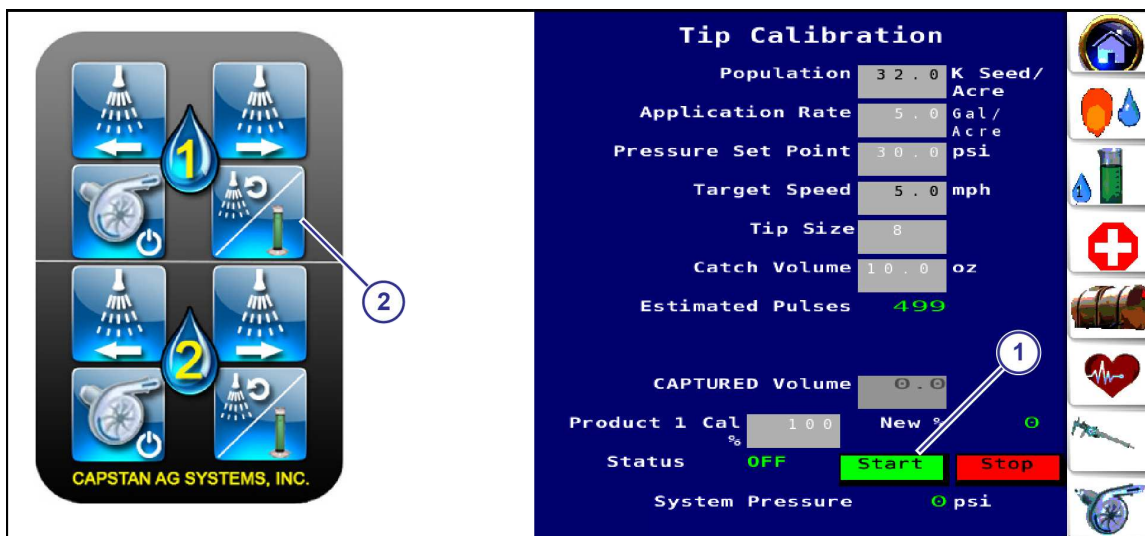 1
2
CAPSTAN AG SYSTEMS, INC.
2
Tip Calibration
Population 32.0 K Seed/
Acre
Application Rate 5.0 Gal/
Acre
Pressure Set Point 30.0 psi
Target Speed 5.0 mph
Tip Size 8
Catch Volume 10.0 oz
Estimated Pulses 499
1
CAPTURED Volume 0.0
Product 1 Cal 100 New % 0
%
Status OFF Start Stop
System Pressure 0 psi
1